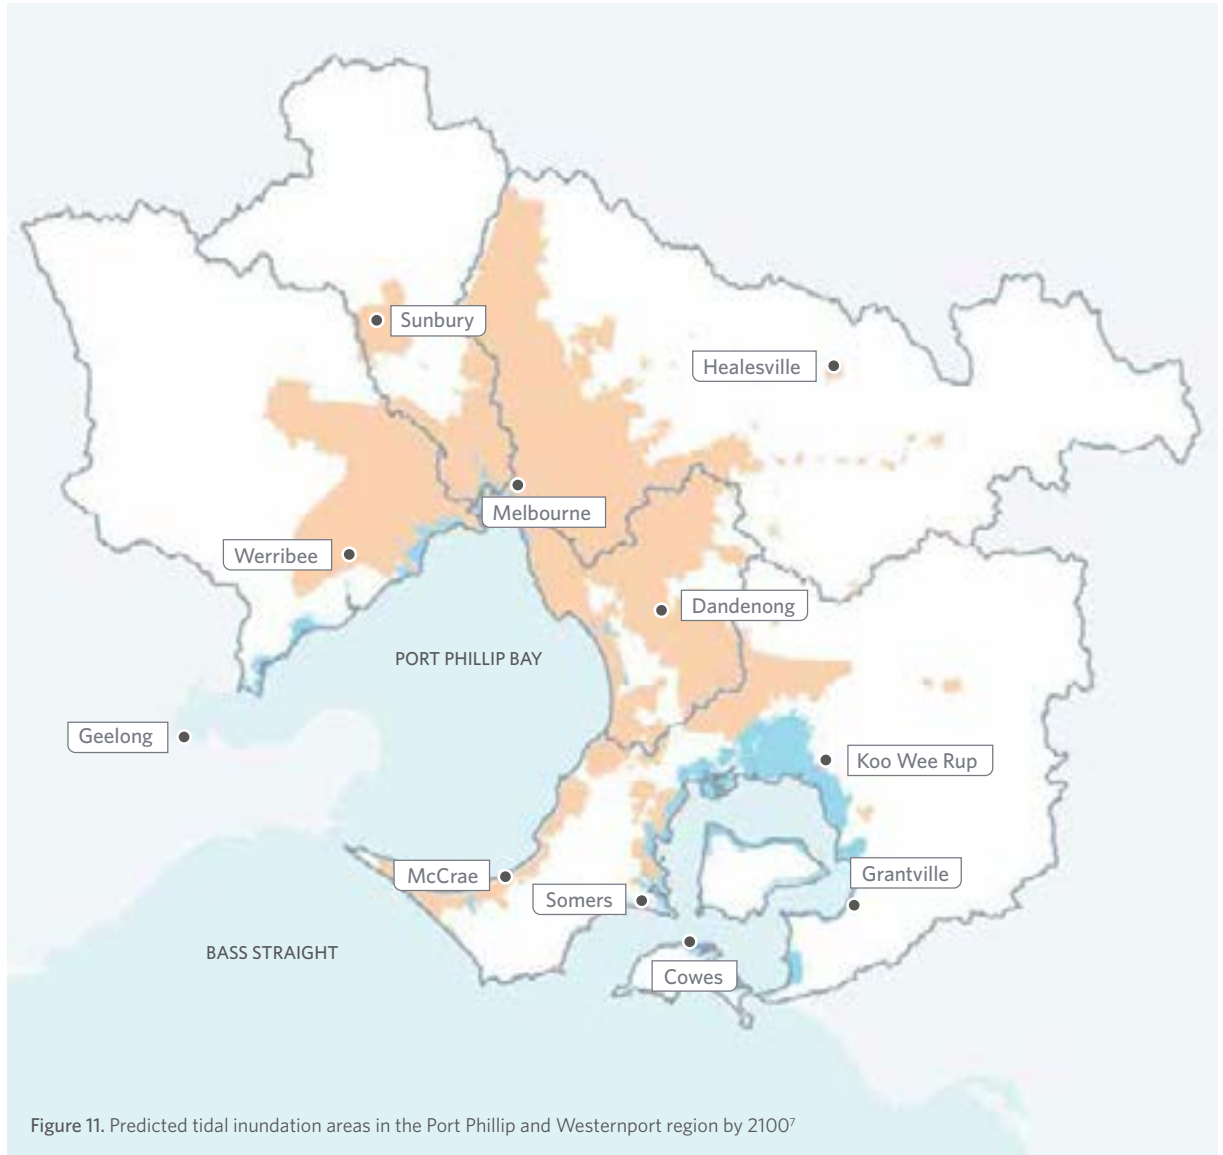 Sunbury
Healesville
Melbourne
Werribee
Dandenong
PORT PHILLIP BAY
Geelong
Koo Wee Rup
McCrae
Grantville
Somers
BASS STRAIGHT
Cowes
Figure 11. Predicted tidal inundation areas in the Port Phillip and Westernport region by 2100⁷